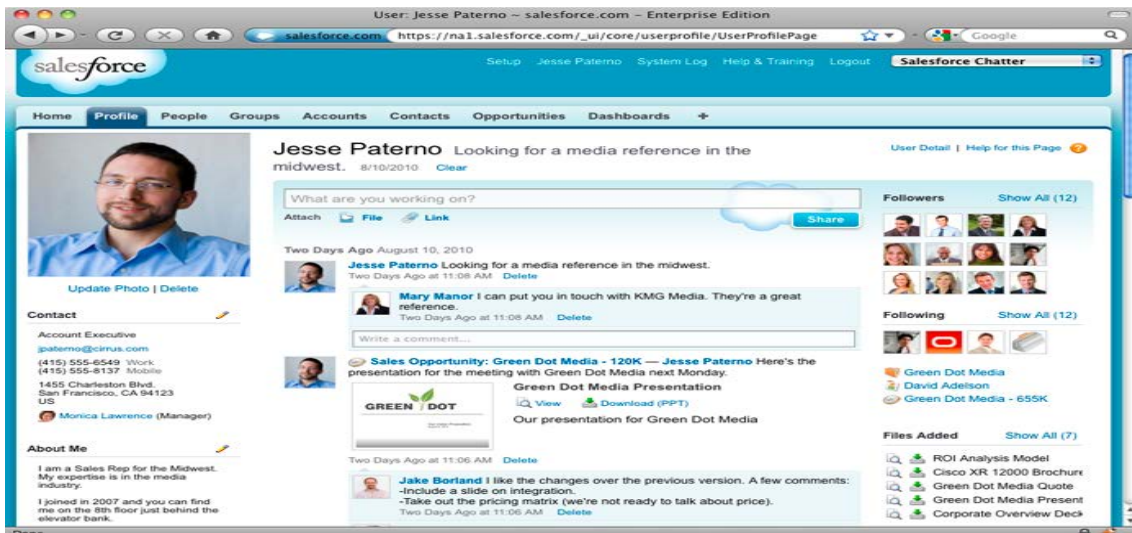 User: Jesse Paterno ~ salesforce.com – Enterprise Edition
salesforce.com https://na1.salesforce.com/_ui/core/userprofile/UserProfilePage
Google
salesforce
Setup Jesse Paterno System Log Help & Training Logout
Salesforce Chatter
Home Profile People Groups Accounts Contacts Opportunities Dashboards +
Update Photo | Delete
Contact
Account Executive
jpaterno@cirrus.com
(415) 555-6549 Work
(415) 555-8137 Mobile
1455 Charleston Blvd.
San Francisco, CA 94123
US
Monica Lawrence (Manager)
About Me
I am a Sales Rep for the Midwest.
My expertise is in the media
industry.
I joined in 2007 and you can find
me on the 8th floor just behind the
elevator bank.
Jesse Paterno Looking for a media reference in the
midwest. 8/10/2010 Clear
What are you working on?
Attach File Link
Share
Two Days Ago August 10, 2010
Jesse Paterno Looking for a media reference in the midwest.
Two Days Ago at 11:08 AM Delete
Mary Manor I can put you in touch with KMG Media. They're a great
reference.
Two Days Ago at 11:08 AM Delete
Write a comment...
Sales Opportunity: Green Dot Media - 120K — Jesse Paterno Here's the
presentation for the meeting with Green Dot Media next Monday.
GREEN DOT
Green Dot Media Presentation
View Download (PPT)
Our presentation for Green Dot Media
Two Days Ago at 11:06 AM Delete
Jake Borland I like the changes over the previous version. A few comments:
-Include a slide on integration.
-Take out the pricing matrix (we're not ready to talk about price).
Two Days Ago at 11:06 AM Delete
User Detail | Help for this Page ?
Followers Show All (12)
Following Show All (12)
Green Dot Media
David Adelson
Green Dot Media - 655K
Files Added Show All (7)
ROI Analysis Model
Cisco XR 12000 Brochure
Green Dot Media Quote
Green Dot Media Present
Corporate Overview Deck